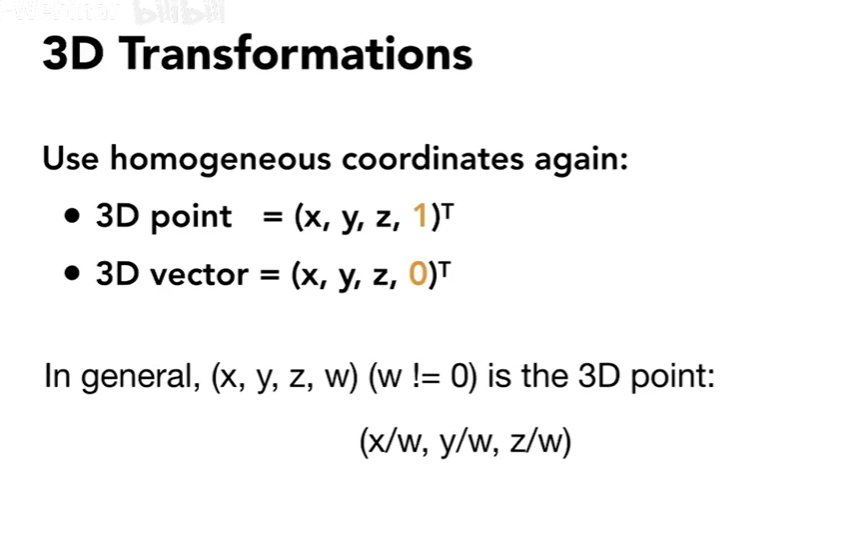 bilibili
3D Transformations
Use homogeneous coordinates again:
• 3D point = (x, y, z, 1)ᵀ
• 3D vector = (x, y, z, 0)ᵀ
In general, (x, y, z, w) (w != 0) is the 3D point:
(x/w, y/w, z/w)